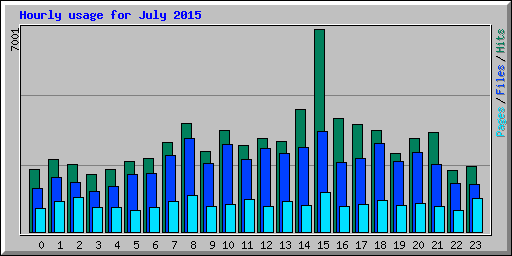 Hourly usage for July 2015
7001
Pages/Files/Hits
0 1 2 3 4 5 6 7 8 9 10 11 12 13 14 15 16 17 18 19 20 21 22 23